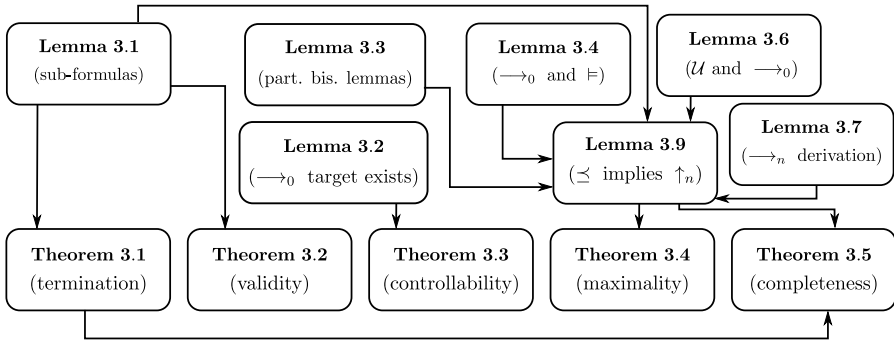 Lemma 3.1
(sub-formulas)
Lemma 3.3
(part. bis. lemmas)
Lemma 3.4
(⟶₀ and ⊨)
Lemma 3.6
(𝒰 and ⟶₀)
Lemma 3.2
(⟶₀ target exists)
Lemma 3.9
(⪯ implies ↑ₙ)
Lemma 3.7
(⟶ₙ derivation)
Theorem 3.1
(termination)
Theorem 3.2
(validity)
Theorem 3.3
(controllability)
Theorem 3.4
(maximality)
Theorem 3.5
(completeness)